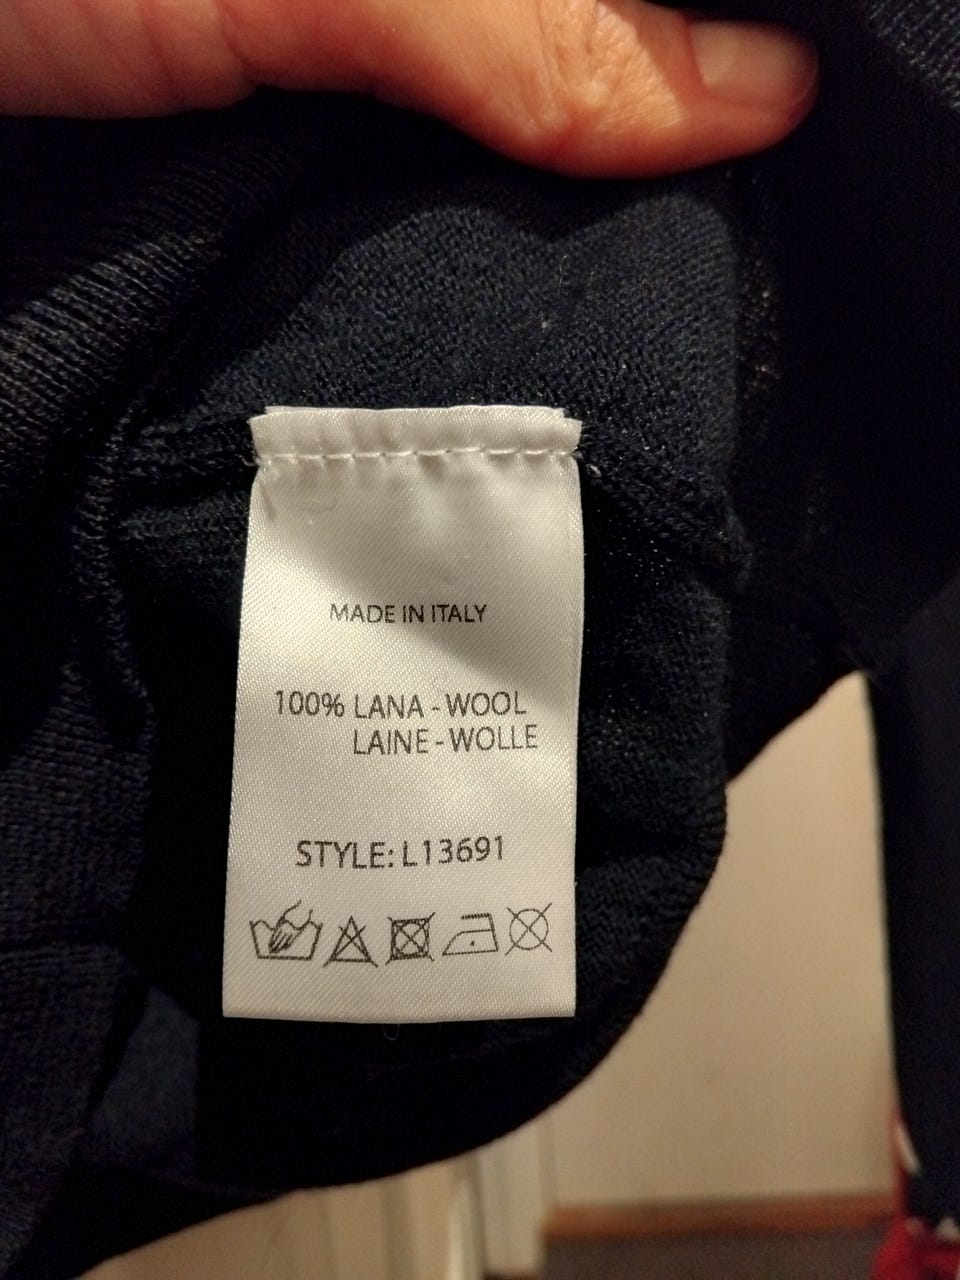 MADE IN ITALY
100% LANA - WOOL
LAINE - WOLLE
STYLE: L13691